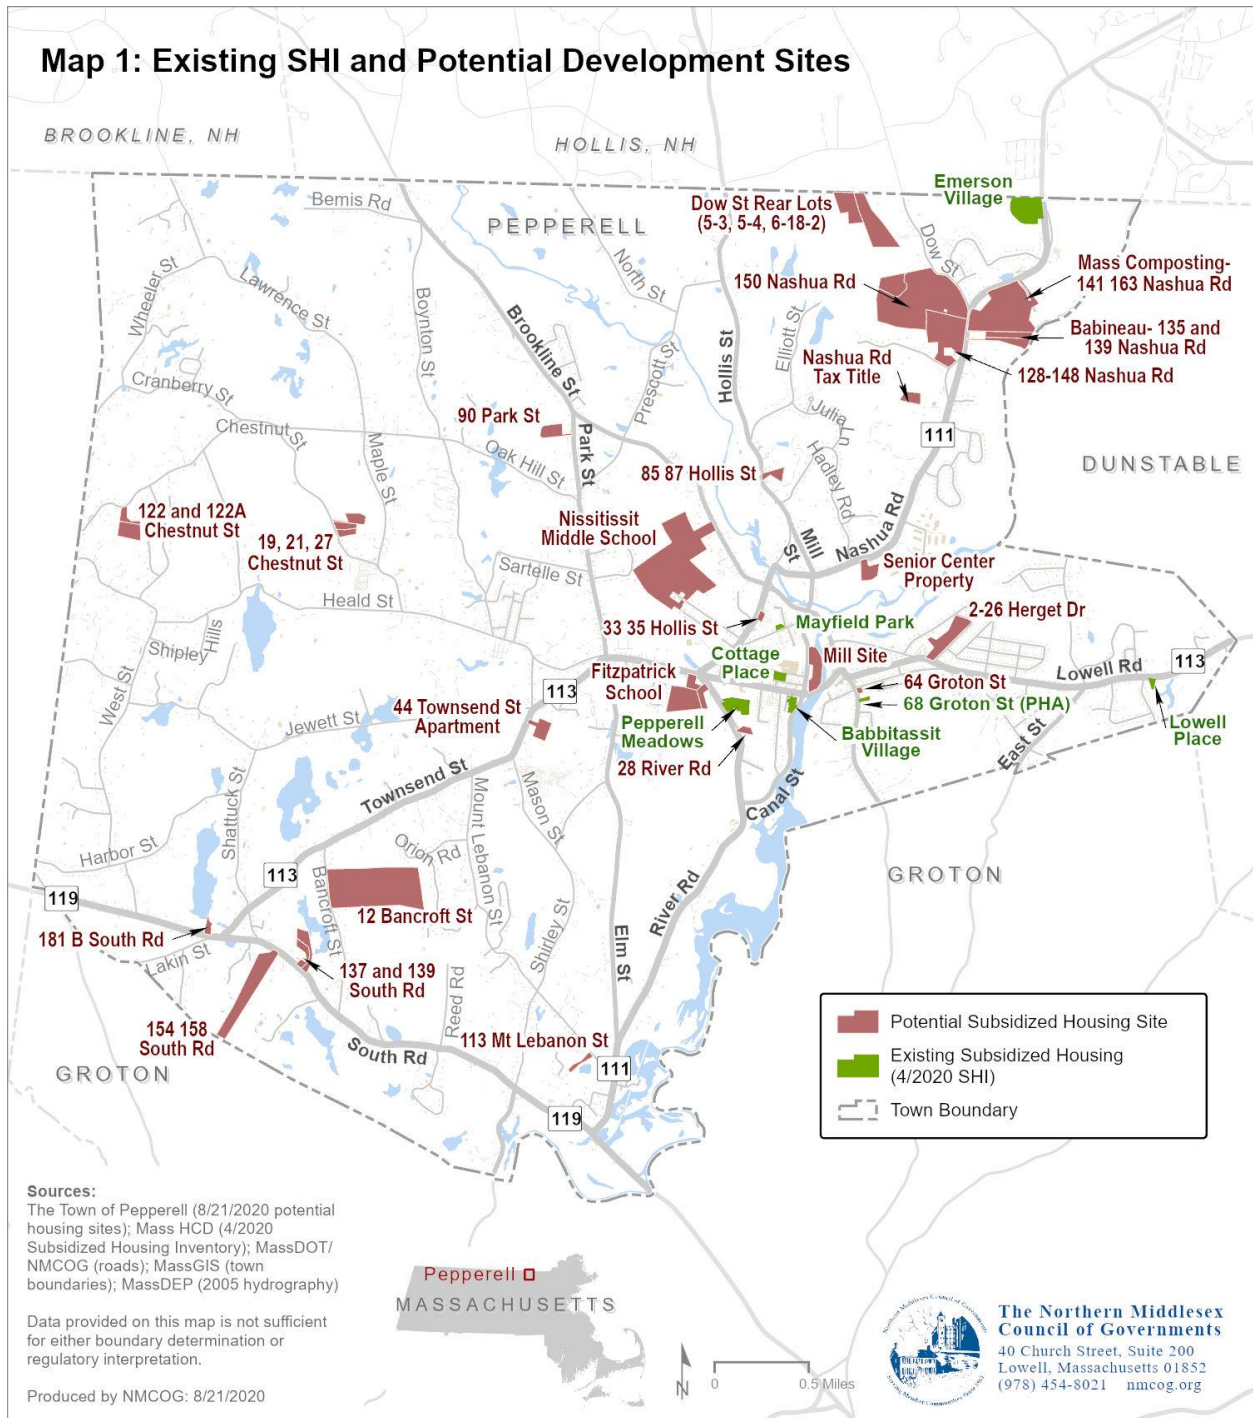 Map 1: Existing SHI and Potential Development Sites
BROOKLINE, NH
HOLLIS, NH
PEPPERELL
Bemis Rd
Dow St Rear Lots
(5-3, 5-4, 6-18-2)
Emerson
Village
Dow St
North St
Wheeler St
Lawrence St
Boynton St
Brookline St
Hollis St
Elliott St
150 Nashua Rd
Mass Composting-
141 163 Nashua Rd
Babineau- 135 and
139 Nashua Rd
128-148 Nashua Rd
Nashua Rd
Tax Title
Prescott St
Cranberry St
Chestnut St
Maple St
90 Park St
Oak Hill St
Park St
Julia
Ln
Hadley Rd
111
DUNSTABLE
85 87 Hollis St
122 and 122A
Chestnut St
19, 21, 27
Chestnut St
Nissitissit
Middle School
Mill
St
Nashua Rd
Sartelle St
Senior Center
Property
Heald St
33 35 Hollis St
Mayfield Park
2-26 Herget Dr
Shipley
Hills
West St
Cottage
Place
Mill Site
Lowell Rd
113
Fitzpatrick
School
64 Groton St
68 Groton St (PHA)
113
44 Townsend St
Apartment
Jewett St
Pepperell
Meadows
Babbitassit
Village
Lowell
Place
East St
28 River Rd
Townsend St
Canal St
Shattuck St
Mount Lebanon St
Mason St
Harbor St
Orion Rd
GROTON
113
Bancroft St
119
12 Bancroft St
River Rd
Elm St
Shirley St
181 B South Rd
Lakin St
137 and 139
South Rd
Reed Rd
154 158
South Rd
South Rd
113 Mt Lebanon St
111
GROTON
119
Potential Subsidized Housing Site
Existing Subsidized Housing
(4/2020 SHI)
Town Boundary
Sources:
The Town of Pepperell (8/21/2020 potential
housing sites); Mass HCD (4/2020
Subsidized Housing Inventory); MassDOT/
NMCOG (roads); MassGIS (town
boundaries); MassDEP (2005 hydrography)
Data provided on this map is not sufficient
for either boundary determination or
regulatory interpretation.
Produced by NMCOG: 8/21/2020
Pepperell
MASSACHUSETTS
N
0 0.5 Miles
Northern Middlesex Council of Governments
Serving Member Communities Since 1963
The Northern Middlesex
Council of Governments
40 Church Street, Suite 200
Lowell, Massachusetts 01852
(978) 454-8021 nmcog.org